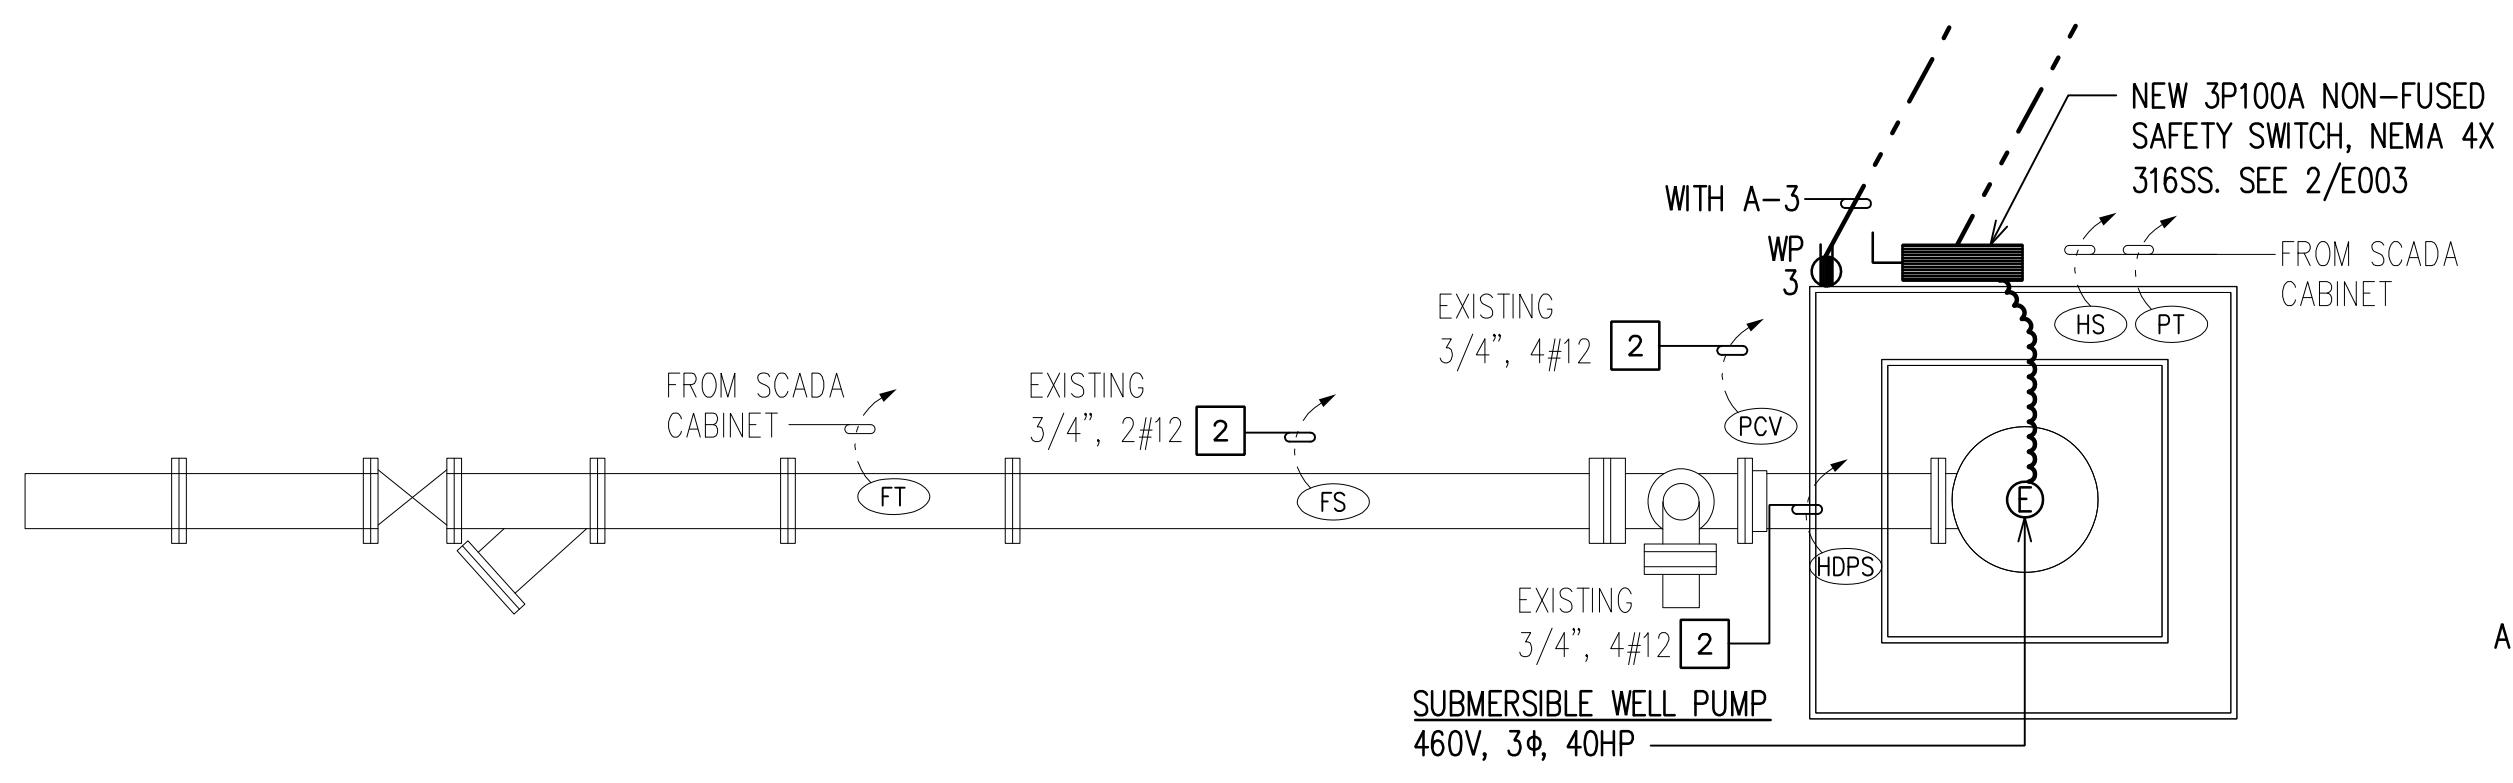 NEW 3P100A NON-FUSED
SAFETY SWITCH, NEMA 4X
316SS. SEE 2/E003
WITH A-3
WP
3
FROM SCADA
CABINET
HS
PT
EXISTING
3/4", 4#12
2
PCV
FROM SCADA
CABINET
FT
EXISTING
3/4", 2#12
2
FS
E
HDPS
EXISTING
3/4", 4#12
2
SUBMERSIBLE WELL PUMP
460V, 3ϕ, 40HP
A